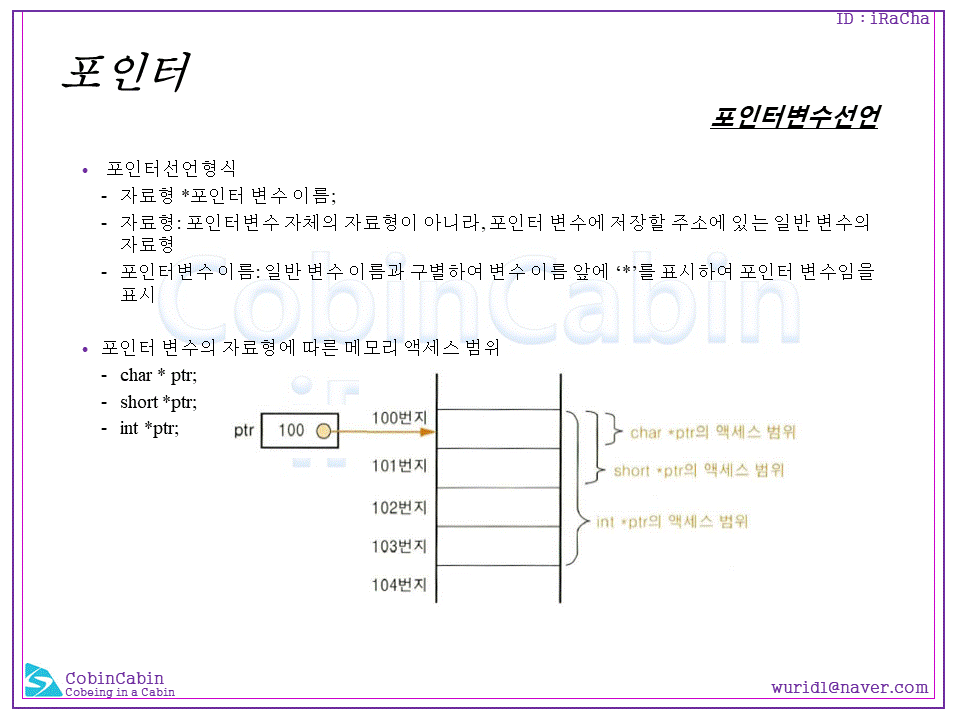 ID : iRaCha
포인터
포인터변수선언
• 포인터선언형식
- 자료형 *포인터 변수 이름;
- 자료형: 포인터변수 자체의 자료형이 아니라, 포인터 변수에 저장할 주소에 있는 일반 변수의
자료형
- 포인터변수 이름: 일반 변수 이름과 구별하여 변수 이름 앞에 ‘*’를 표시하여 포인터 변수임을
표시
CobinCabin
• 포인터 변수의 자료형에 따른 메모리 액세스 범위
- char * ptr;
- short *ptr;
- int *ptr;
ptr 100
100번지
101번지
102번지
103번지
104번지
char *ptr의 액세스 범위
short *ptr의 액세스 범위
int *ptr의 액세스 범위
CobinCabin
Cobeing in a Cabin
wurid1@naver.com